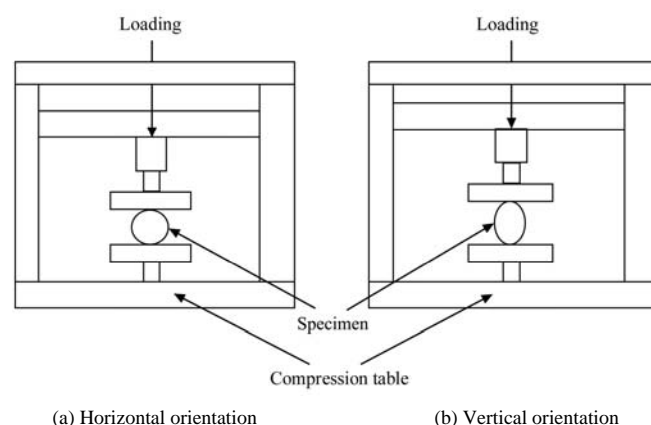 Loading
Loading
Specimen
Compression table
(a) Horizontal orientation
(b) Vertical orientation